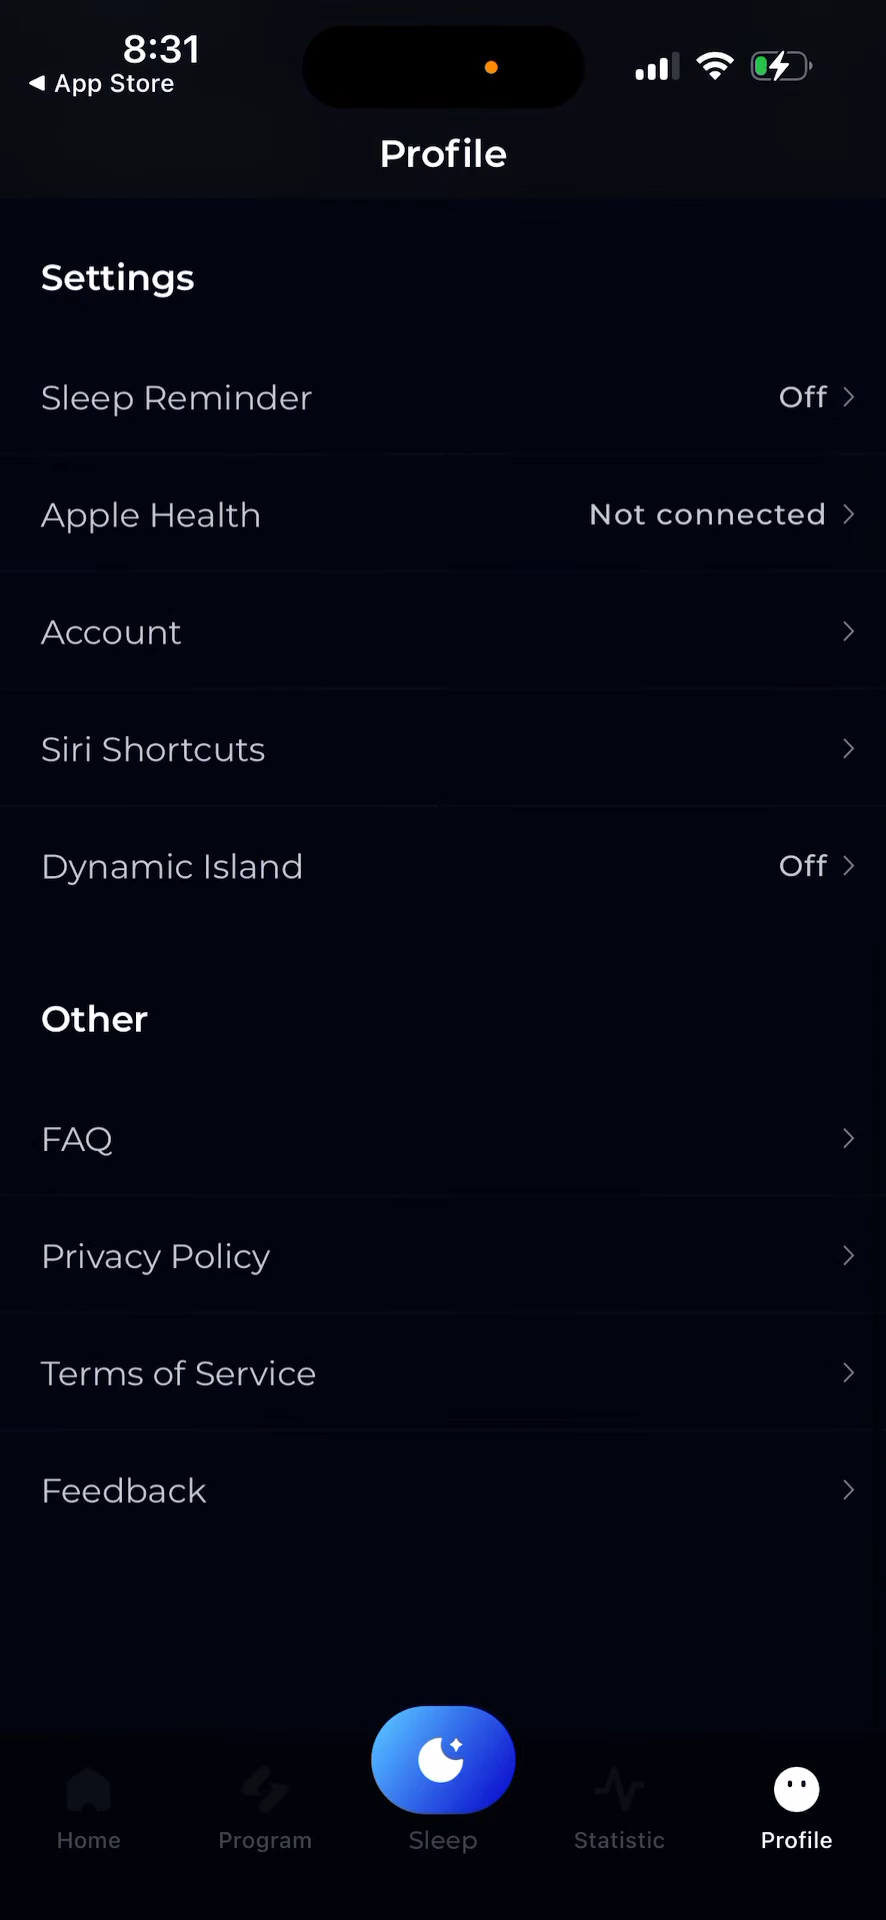 8:31
App Store
Profile
Settings
Sleep Reminder Off
Apple Health Not connected
Account
Siri Shortcuts
Dynamic Island Off
Other
FAQ
Privacy Policy
Terms of Service
Feedback
Home Program Sleep Statistic Profile